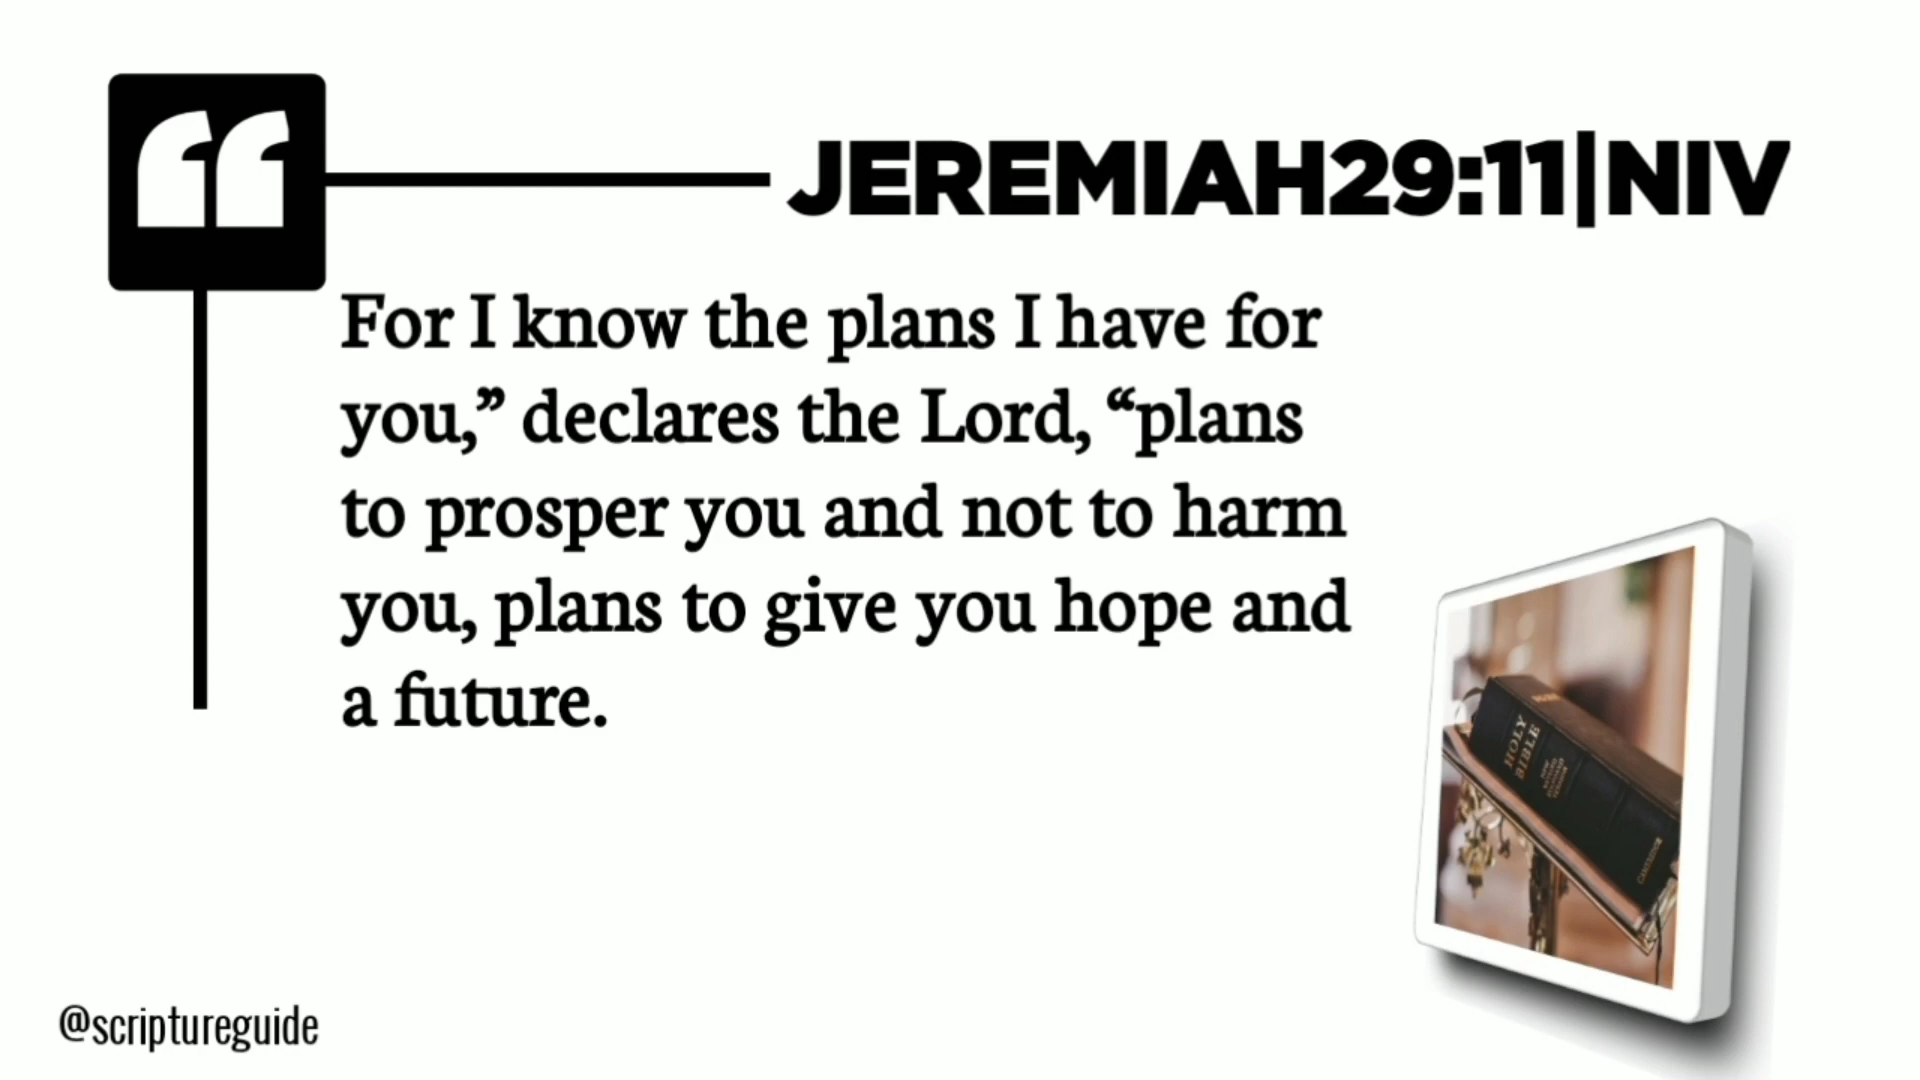 JEREMIAH29:11|NIV
For I know the plans I have for
you,” declares the Lord, “plans
to prosper you and not to harm
you, plans to give you hope and
a future.
HOLY
BIBLE
@scriptureguide